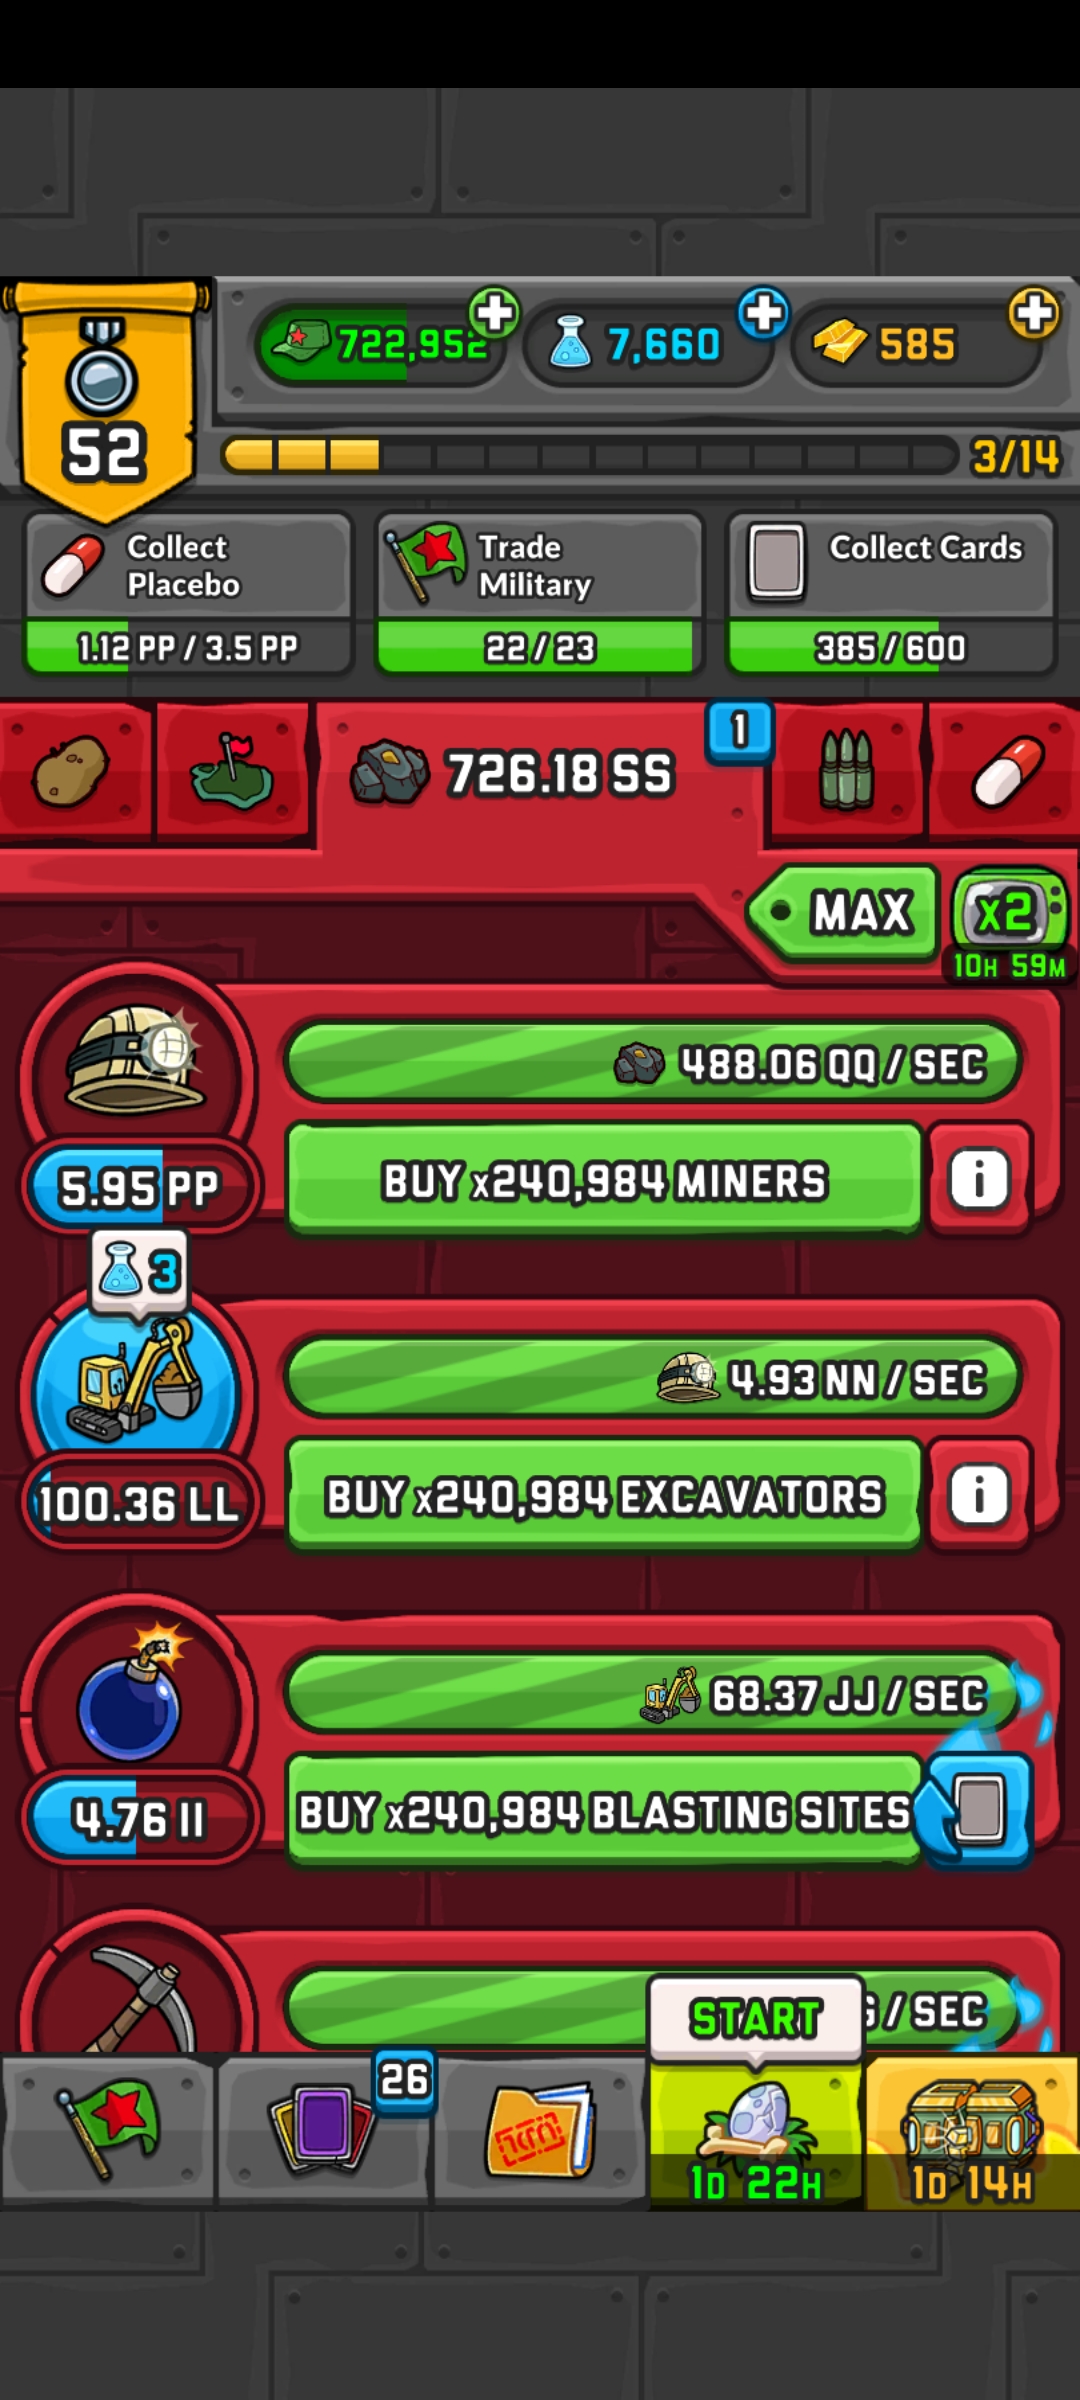 722,952
7,660
585
52
3/14
Collect
Placebo
1.12 PP / 3.5 PP
Trade
Military
22 / 23
Collect Cards
385 / 600
726.18 SS
1
MAX
x2
10H 59M
488.06 QQ / SEC
5.95 PP
BUY x240,984 MINERS
i
3
4.93 NN / SEC
100.36 LL
BUY x240,984 EXCAVATORS
i
68.37 JJ / SEC
4.76 II
BUY x240,984 BLASTING SITES
/ SEC
START
26
1D 22H
1D 14H